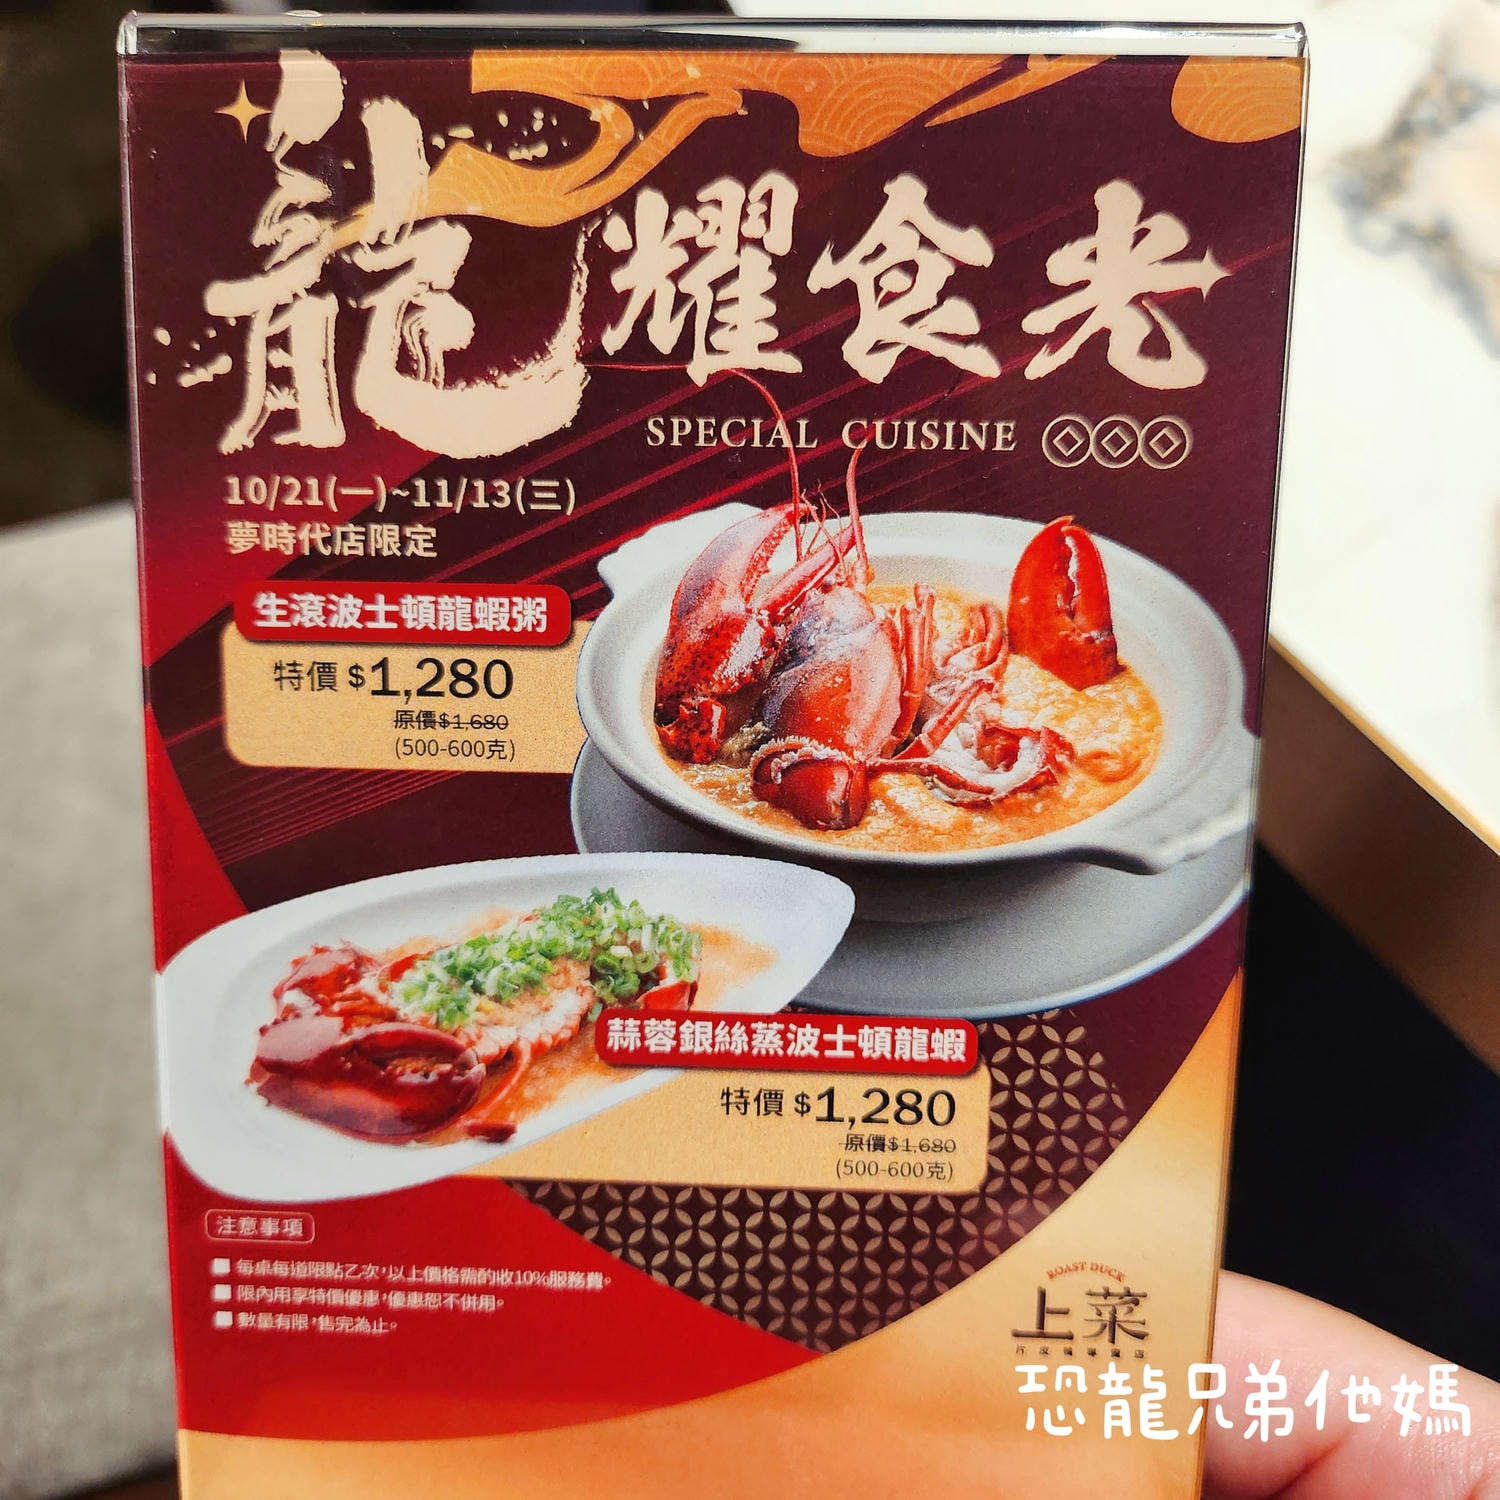 龍耀食光
SPECIAL CUISINE
10/21(一)~11/13(三)
夢時代店限定
生滾波士頓龍蝦粥
特價 $1,280
原價$1,680
(500-600克)
蒜蓉銀絲蒸波士頓龍蝦
特價 $1,280
原價$1,680
(500-600克)
注意事項
■ 每桌每道限點乙次,以上價格需酌收10%服務費。
■ 限內用享特價優惠,優惠恕不併用。
■ 數量有限,售完為止。
ROAST DUCK
上菜
恐龍兄弟他媽